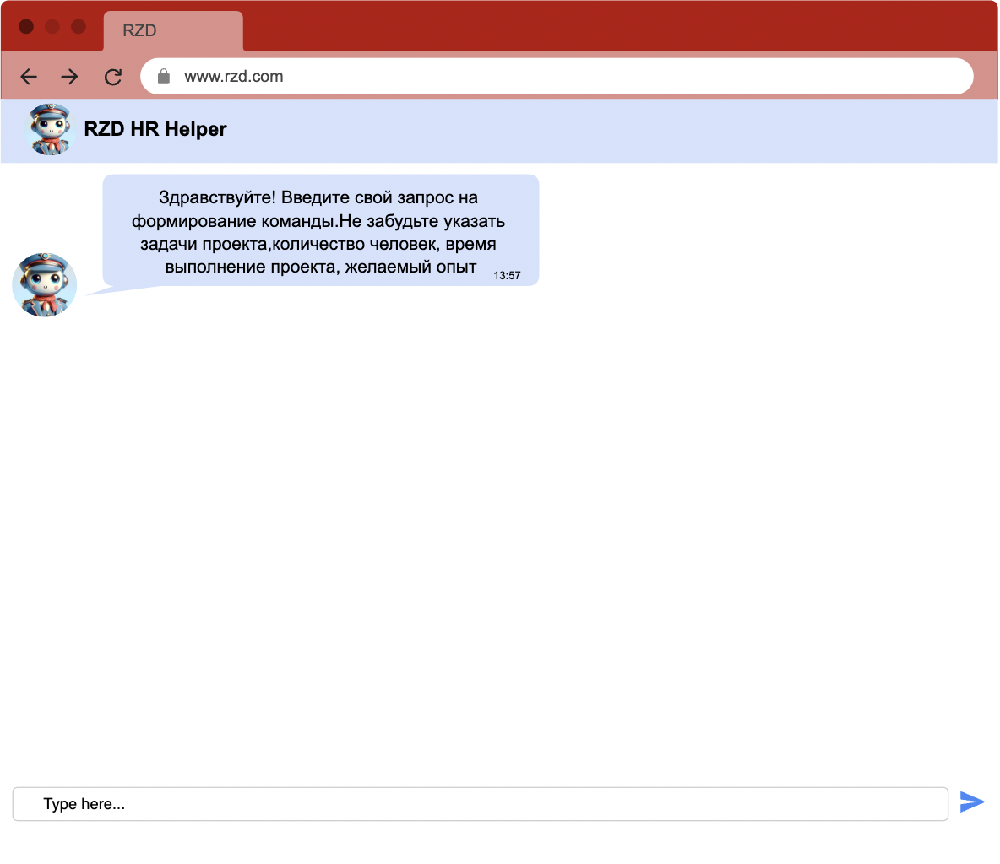 RZD
www.rzd.com
RZD HR Helper
Здравствуйте! Введите свой запрос на
формирование команды.Не забудьте указать
задачи проекта,количество человек, время
выполнение проекта, желаемый опыт
13:57
Type here...